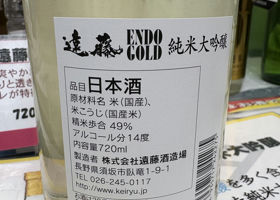 遠藤 ENDO GOLD 純米大吟醸
品目 日本酒
原材料名 米(国産)、
米こうじ(国産米)
精米歩合 49%
アルコール分14度
内容量720ml
製造者 株式会社遠藤酒造場
長野県須坂市臥竜1-9-1
TEL 026-245-0117
http://www.keiryu.jp/